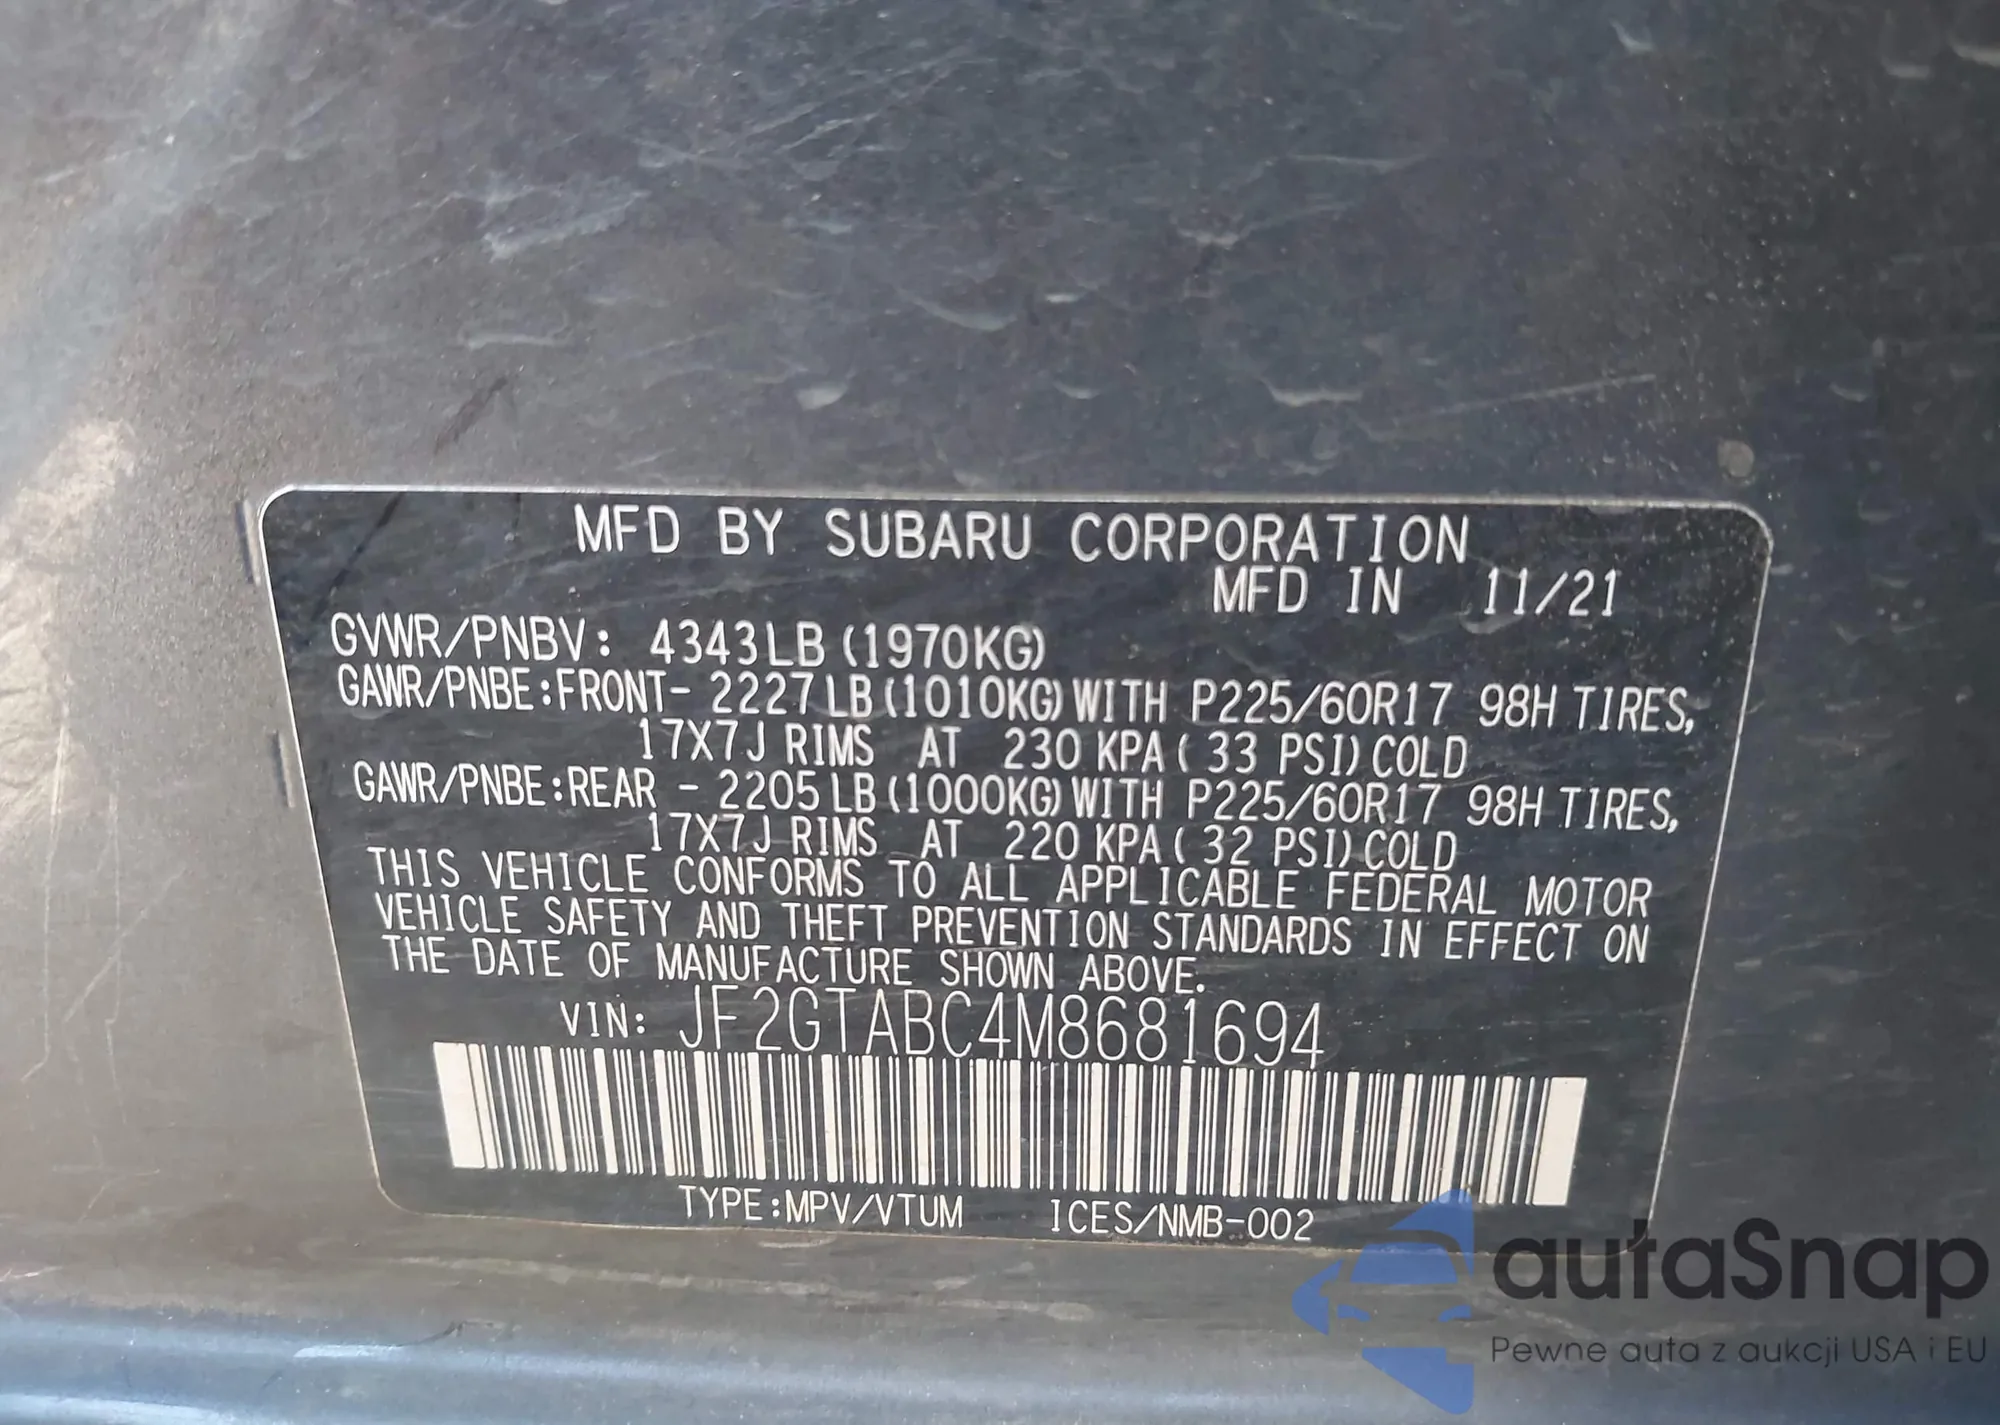 MFD BY SUBARU CORPORATION
MFD IN 11/21
GVWR/PNBV: 4343LB (1970KG)
GAWR/PNBE:FRONT- 2227LB(1010KG)WITH P225/60R17 98H TIRES,
17X7J RIMS AT 230 KPA( 33 PSI)COLD
GAWR/PNBE:REAR - 2205LB(1000KG)WITH P225/60R17 98H TIRES,
17X7J RIMS AT 220 KPA( 32 PSI)COLD
THIS VEHICLE CONFORMS TO ALL APPLICABLE FEDERAL MOTOR
VEHICLE SAFETY AND THEFT PREVENTION STANDARDS IN EFFECT ON
THE DATE OF MANUFACTURE SHOWN ABOVE.
VIN: JF2GTABC4M8681694
TYPE:MPV/VTUM ICES/NMB-002
autaSnap
Pewne auta z aukcji USA i EU